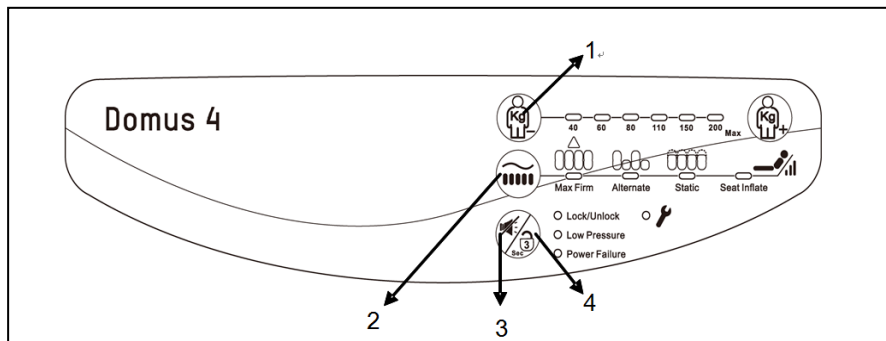 1
Domus 4
Kg
Kg
40 60 80 110 150 200 Max
Max Firm Alternate Static Seat Inflate
Lock/Unlock
Low Pressure
3
Sec
Power Failure
2
3
4